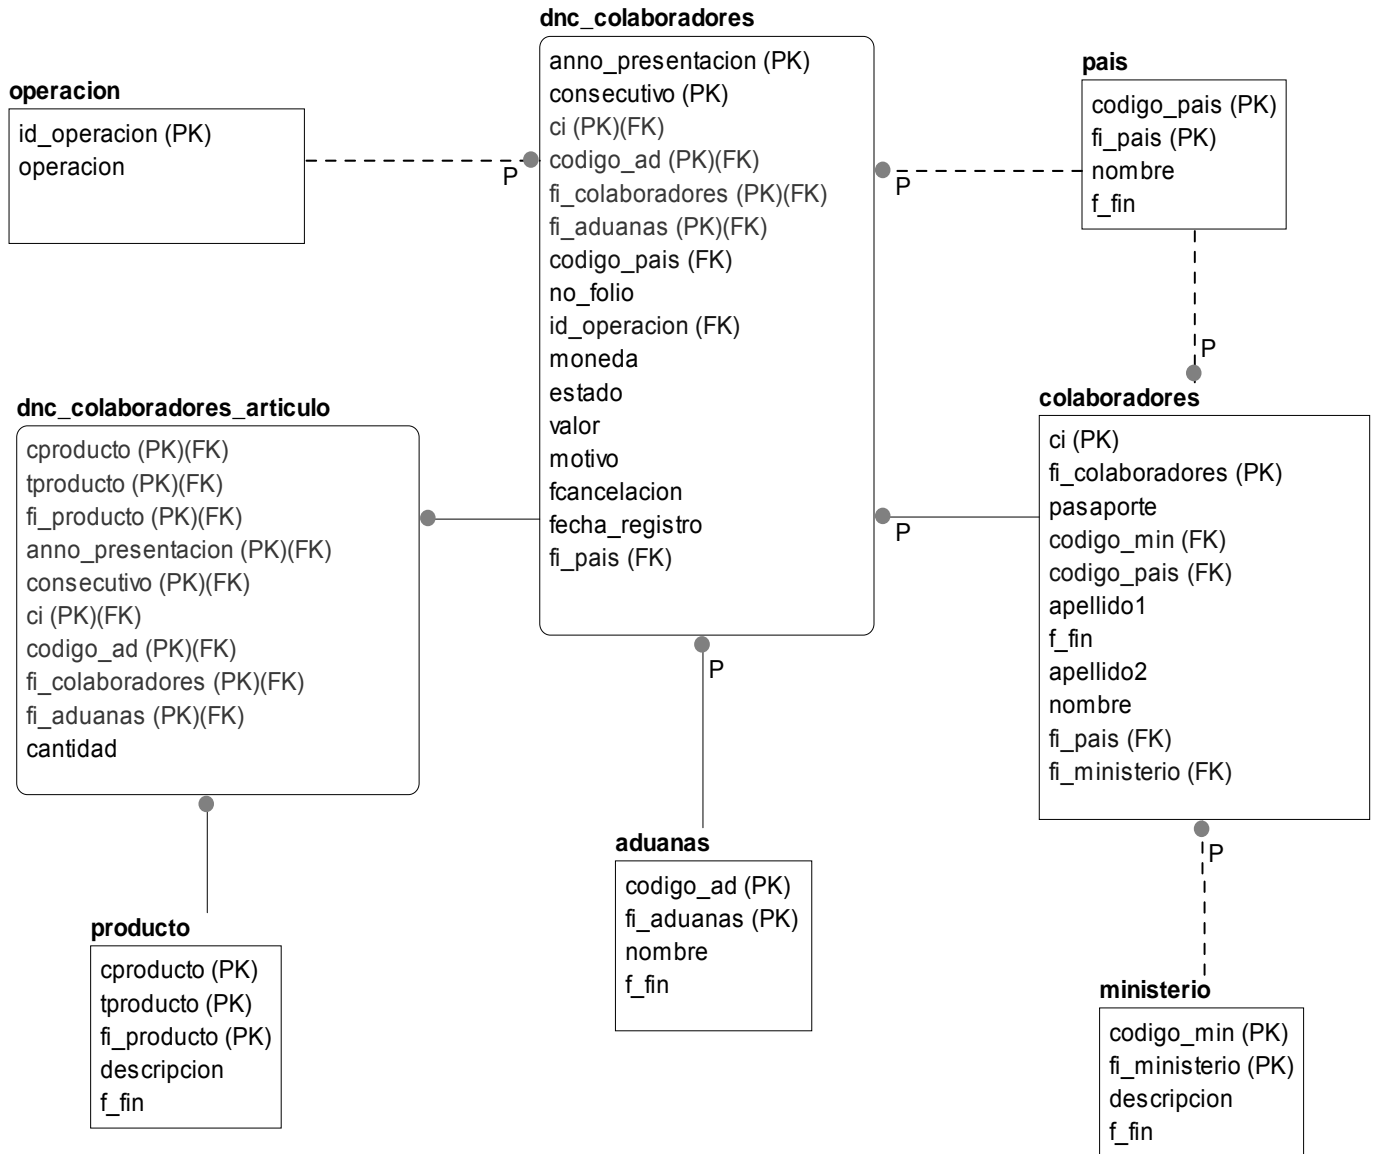 dnc_colaboradores
anno_presentacion (PK)
consecutivo (PK)
ci (PK)(FK)
codigo_ad (PK)(FK)
fi_colaboradores (PK)(FK)
fi_aduanas (PK)(FK)
codigo_pais (FK)
no_folio
id_operacion (FK)
moneda
estado
valor
motivo
fcancelacion
fecha_registro
fi_pais (FK)
operacion
id_operacion (PK)
operacion
P
pais
codigo_pais (PK)
fi_pais (PK)
nombre
f_fin
P
P
colaboradores
ci (PK)
fi_colaboradores (PK)
pasaporte
codigo_min (FK)
codigo_pais (FK)
apellido1
f_fin
apellido2
nombre
fi_pais (FK)
fi_ministerio (FK)
P
dnc_colaboradores_articulo
cproducto (PK)(FK)
tproducto (PK)(FK)
fi_producto (PK)(FK)
anno_presentacion (PK)(FK)
consecutivo (PK)(FK)
ci (PK)(FK)
codigo_ad (PK)(FK)
fi_colaboradores (PK)(FK)
fi_aduanas (PK)(FK)
cantidad
P
aduanas
codigo_ad (PK)
fi_aduanas (PK)
nombre
f_fin
P
producto
cproducto (PK)
tproducto (PK)
fi_producto (PK)
descripcion
f_fin
ministerio
codigo_min (PK)
fi_ministerio (PK)
descripcion
f_fin